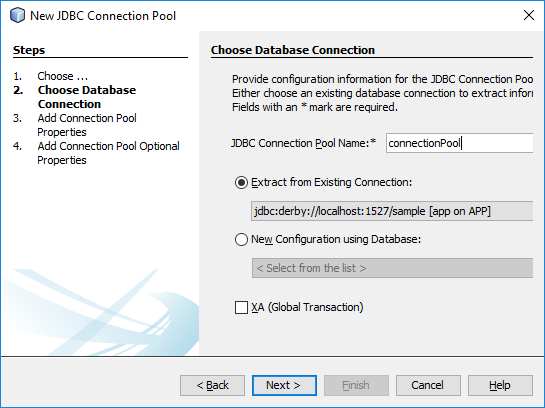 New JDBC Connection Pool
Steps
1. Choose ...
2. Choose Database
Connection
3. Add Connection Pool
Properties
4. Add Connection Pool Optional
Properties
Choose Database Connection
Provide configuration information for the JDBC Connection Poo
Either choose an existing database connection to extract inforr
Fields with an * mark are required.
JDBC Connection Pool Name:* connectionPool
Extract from Existing Connection:
jdbc:derby://localhost:1527/sample [app on APP]
New Configuration using Database:
< Select from the list >
XA (Global Transaction)
< Back Next > Finish Cancel Help